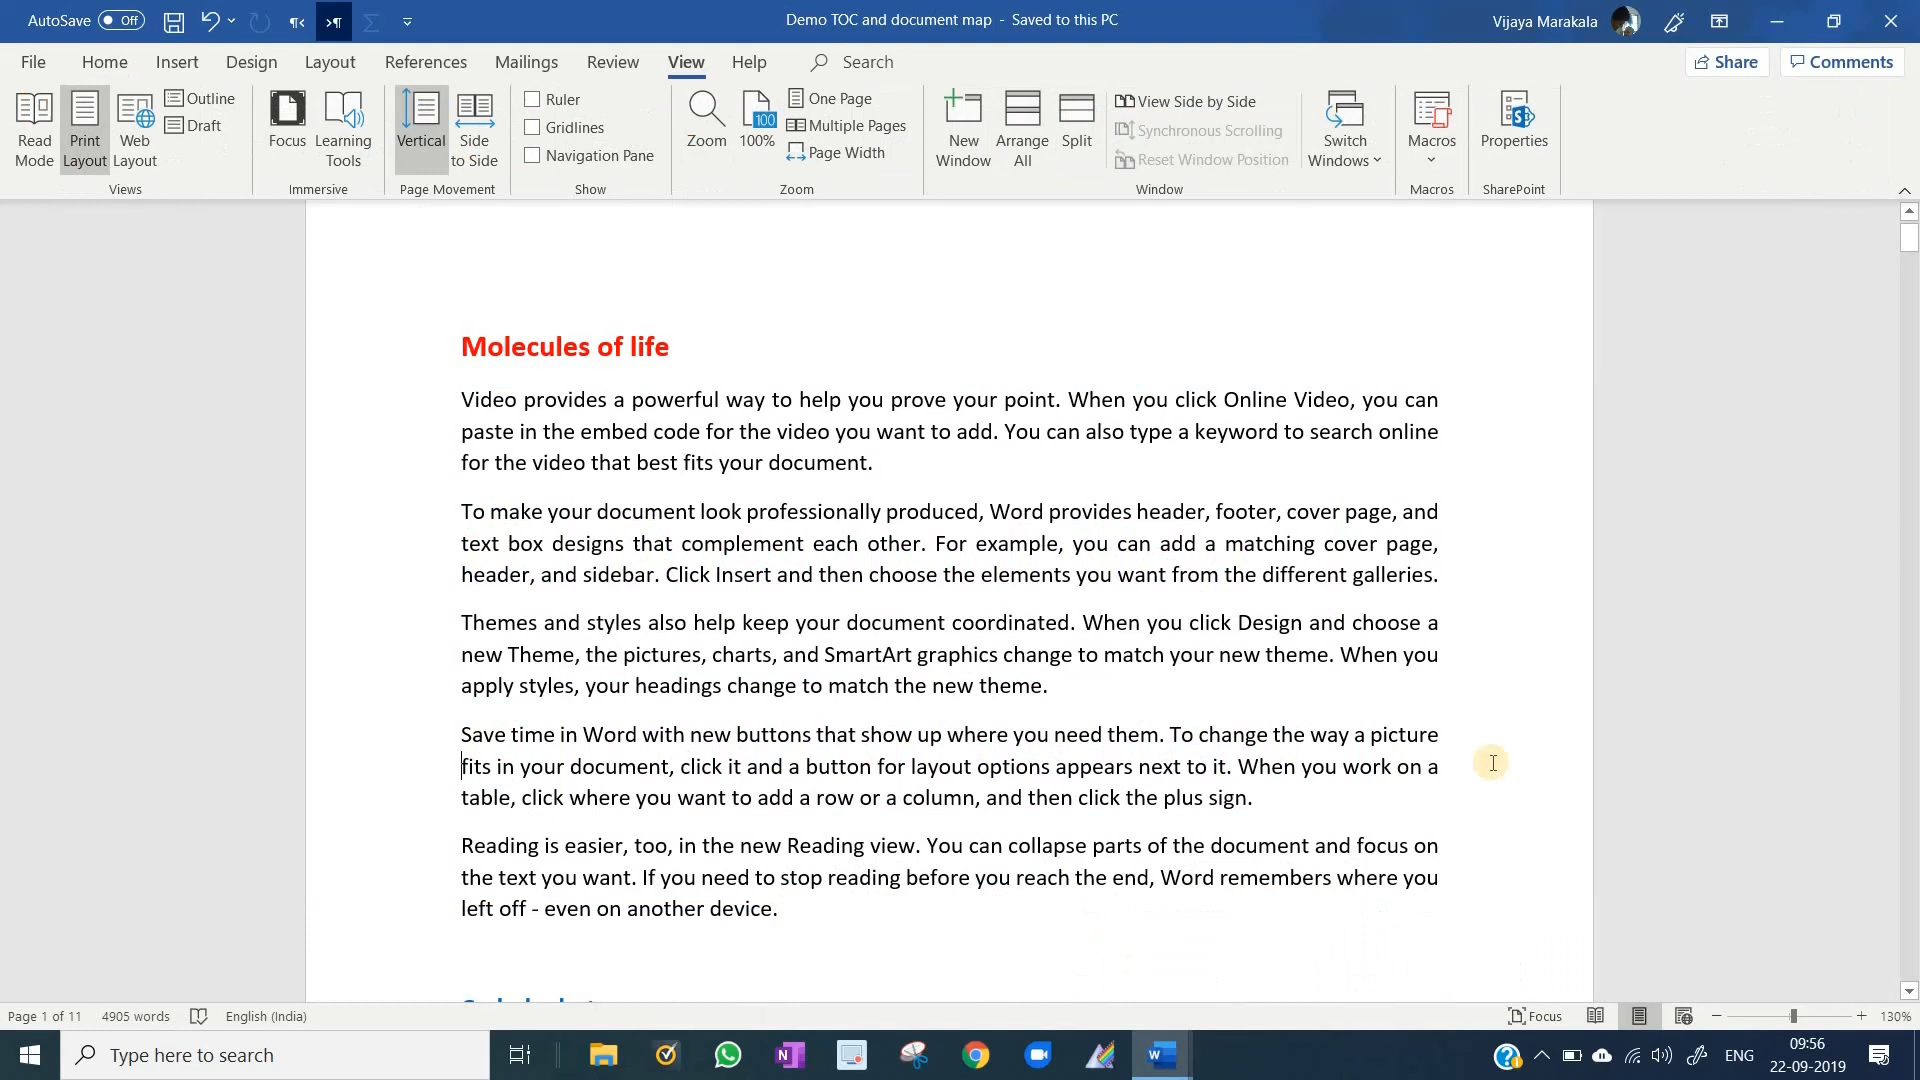 AutoSave Off Demo TOC and document map - Saved to this PC Vijaya Marakala
File Home Insert Design Layout References Mailings Review View Help Search Share Comments
Read Mode Print Layout Web Layout Outline Draft
Views
Focus Learning Tools
Immersive
Vertical Side to Side
Page Movement
Ruler
Gridlines
Navigation Pane
Show
Zoom 100 100% One Page
Multiple Pages
Page Width
Zoom
New Window Arrange All Split
View Side by Side
Synchronous Scrolling
Reset Window Position
Switch Windows
Window
Macros
Macros
Properties
SharePoint
Molecules of life
Video provides a powerful way to help you prove your point. When you click Online Video, you can
paste in the embed code for the video you want to add. You can also type a keyword to search online
for the video that best fits your document.
To make your document look professionally produced, Word provides header, footer, cover page, and
text box designs that complement each other. For example, you can add a matching cover page,
header, and sidebar. Click Insert and then choose the elements you want from the different galleries.
Themes and styles also help keep your document coordinated. When you click Design and choose a
new Theme, the pictures, charts, and SmartArt graphics change to match your new theme. When you
apply styles, your headings change to match the new theme.
Save time in Word with new buttons that show up where you need them. To change the way a picture
fits in your document, click it and a button for layout options appears next to it. When you work on a
table, click where you want to add a row or a column, and then click the plus sign.
Reading is easier, too, in the new Reading view. You can collapse parts of the document and focus on
the text you want. If you need to stop reading before you reach the end, Word remembers where you
left off - even on another device.
Page 1 of 11 4905 words English (India) Focus 130%
Type here to search ENG 09:56
22-09-2019